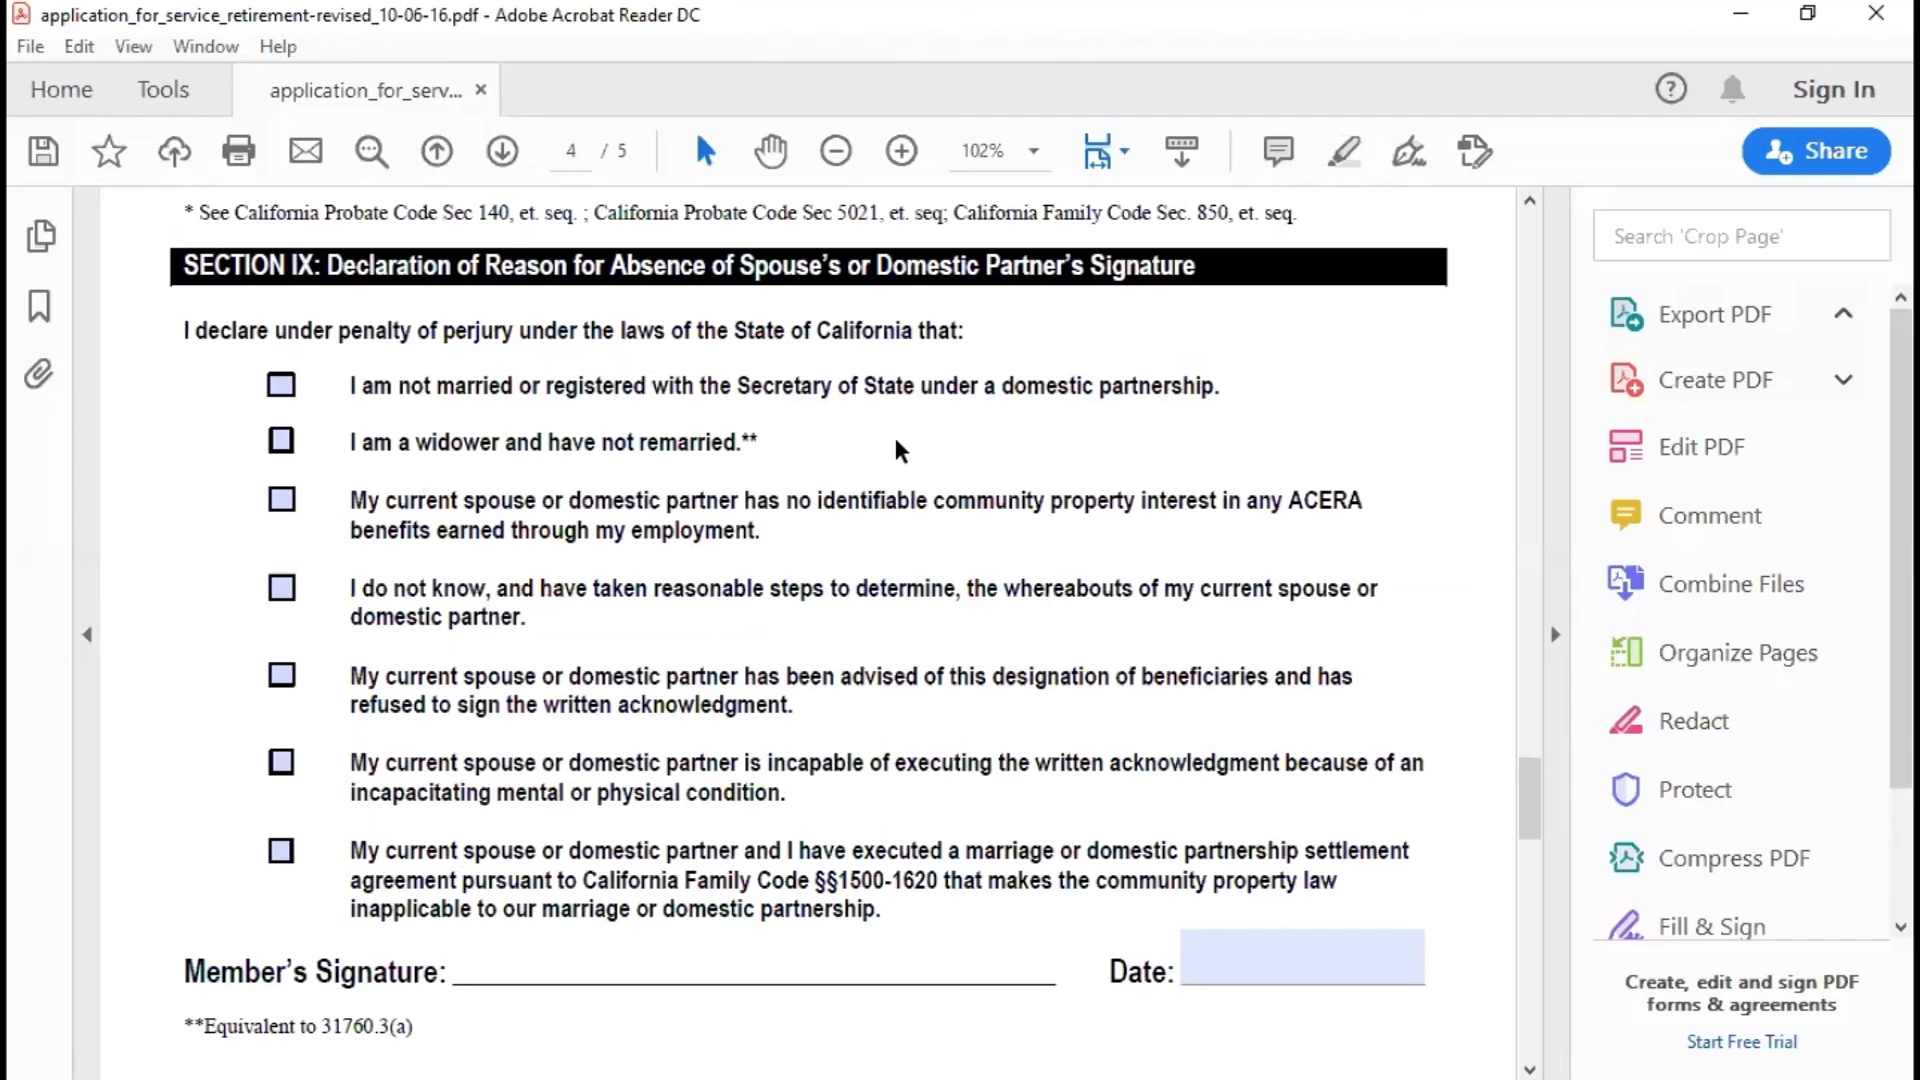 application_for_service_retirement-revised_10-06-16.pdf - Adobe Acrobat Reader DC
File Edit View Window Help
Home Tools application_for_serv... Sign In
4 / 5 102% Share
* See California Probate Code Sec 140, et. seq. ; California Probate Code Sec 5021, et. seq; California Family Code Sec. 850, et. seq.
SECTION IX: Declaration of Reason for Absence of Spouse's or Domestic Partner's Signature
I declare under penalty of perjury under the laws of the State of California that:
I am not married or registered with the Secretary of State under a domestic partnership.
I am a widower and have not remarried.**
My current spouse or domestic partner has no identifiable community property interest in any ACERA
benefits earned through my employment.
I do not know, and have taken reasonable steps to determine, the whereabouts of my current spouse or
domestic partner.
My current spouse or domestic partner has been advised of this designation of beneficiaries and has
refused to sign the written acknowledgment.
My current spouse or domestic partner is incapable of executing the written acknowledgment because of an
incapacitating mental or physical condition.
My current spouse or domestic partner and I have executed a marriage or domestic partnership settlement
agreement pursuant to California Family Code §§1500-1620 that makes the community property law
inapplicable to our marriage or domestic partnership.
Member's Signature: Date:
**Equivalent to 31760.3(a)
Search 'Crop Page'
Export PDF
Create PDF
Edit PDF
Comment
Combine Files
Organize Pages
Redact
Protect
Compress PDF
Fill & Sign
Create, edit and sign PDF
forms & agreements
Start Free Trial